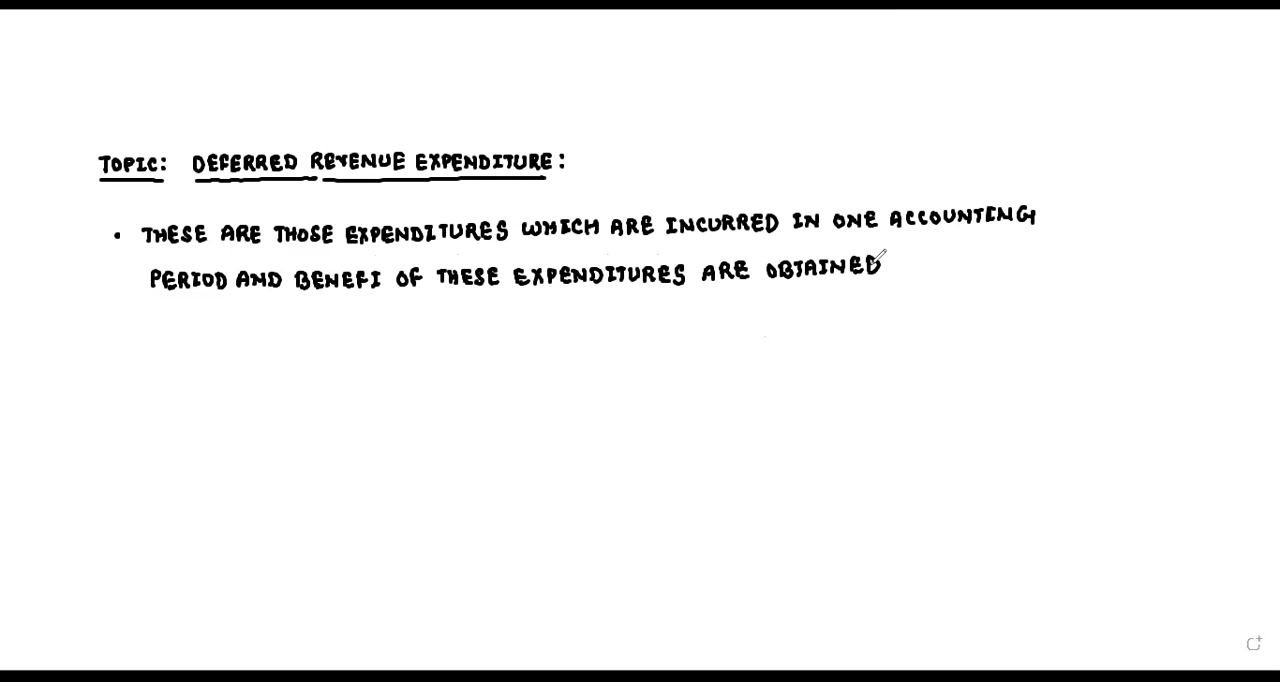 TOPIC: DEFERRED REVENUE EXPENDITURE:
• THESE ARE THOSE EXPENDITURES WHICH ARE INCURRED IN ONE ACCOUNTING
PERIOD AND BENEFI OF THESE EXPENDITURES ARE OBTAINED